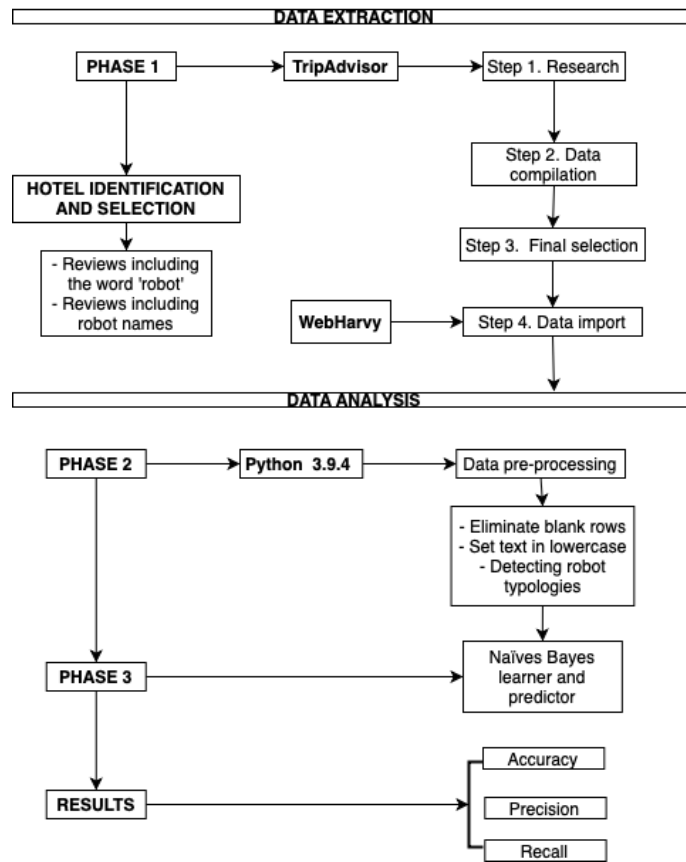 DATA EXTRACTION
PHASE 1
TripAdvisor
Step 1. Research
Step 2. Data
compilation
HOTEL IDENTIFICATION
AND SELECTION
Step 3.  Final selection
- Reviews including
the word 'robot'
- Reviews including
robot names
WebHarvy
Step 4. Data import
DATA ANALYSIS
PHASE 2
Python  3.9.4
Data pre-processing
- Eliminate blank rows
- Set text in lowercase
- Detecting robot
typologies
PHASE 3
Naïves Bayes
learner and
predictor
RESULTS
Accuracy
Precision
Recall